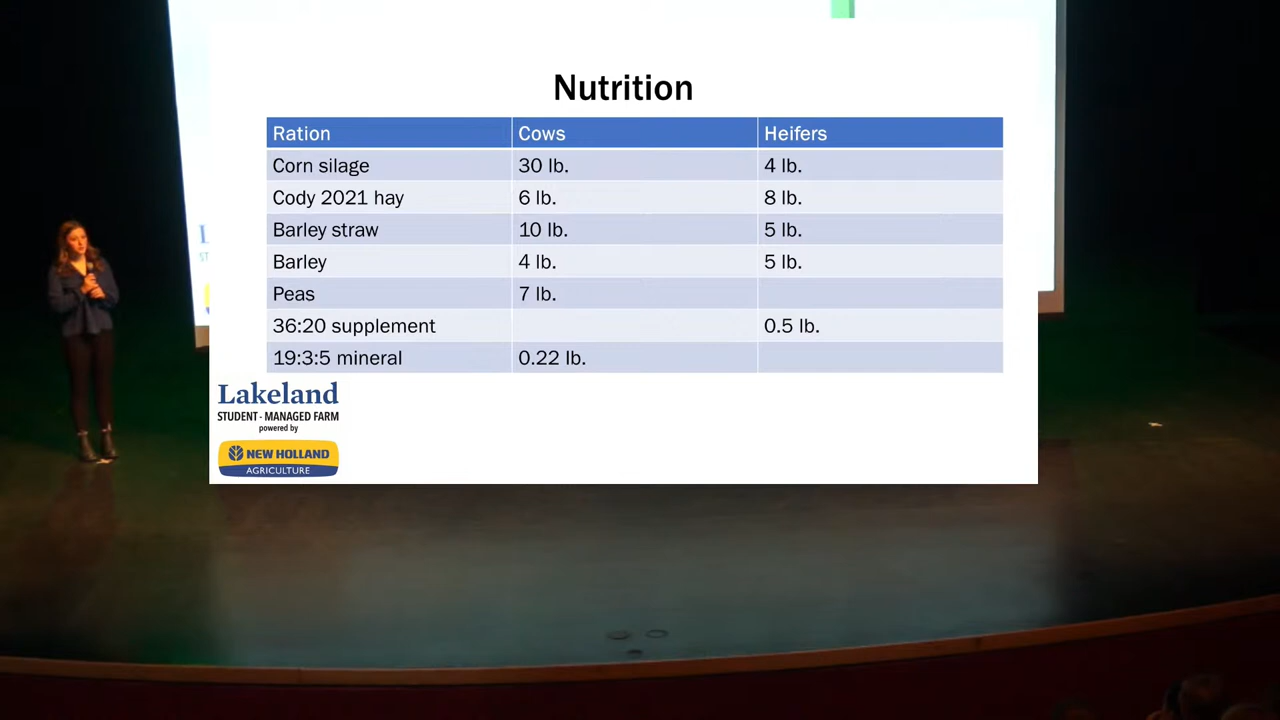 Nutrition
Ration Cows Heifers
Corn silage 30 lb. 4 lb.
Cody 2021 hay 6 lb. 8 lb.
Barley straw 10 lb. 5 lb.
Barley 4 lb. 5 lb.
Peas 7 lb.
36:20 supplement 0.5 lb.
19:3:5 mineral 0.22 lb.
Lakeland
STUDENT-MANAGED FARM
powered by
NEW HOLLAND
AGRICULTURE